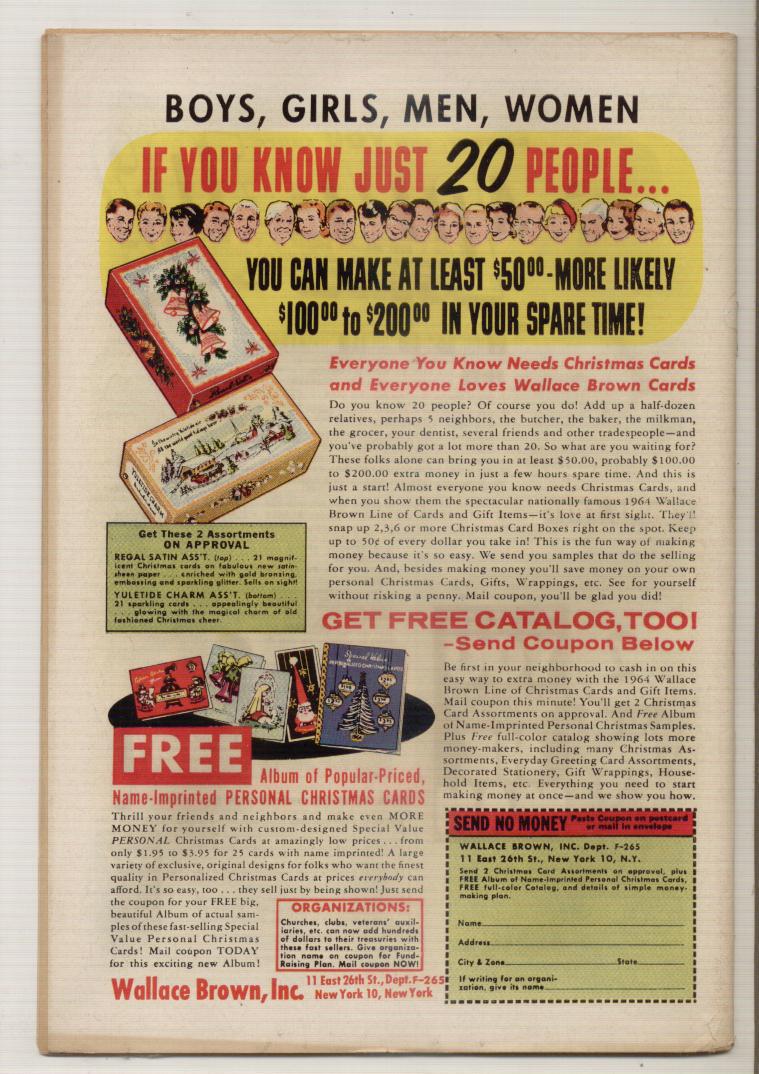 BOYS, GIRLS, MEN, WOMEN
IF YOU KNOW JUST 20 PEOPLE...
YOU CAN MAKE AT LEAST $50⁰⁰-MORE LIKELY
$100⁰⁰ to $200⁰⁰ IN YOUR SPARE TIME!
Everyone You Know Needs Christmas Cards
and Everyone Loves Wallace Brown Cards
Do you know 20 people? Of course you do! Add up a half-dozen
relatives, perhaps 5 neighbors, the butcher, the baker, the milkman,
the grocer, your dentist, several friends and other tradespeople—and
you've probably got a lot more than 20. So what are you waiting for?
These folks alone can bring you in at least $50.00, probably $100.00
to $200.00 extra money in just a few hours spare time. And this is
just a start! Almost everyone you know needs Christmas Cards, and
when you show them the spectacular nationally famous 1964 Wallace
Brown Line of Cards and Gift Items—it's love at first sight. They'll
snap up 2,3,6 or more Christmas Card Boxes right on the spot. Keep
up to 50¢ of every dollar you take in! This is the fun way of making
money because it's so easy. We send you samples that do the selling
for you. And, besides making money you'll save money on your own
personal Christmas Cards, Gifts, Wrappings, etc. See for yourself
without risking a penny. Mail coupon, you'll be glad you did!
YULETIDE CHARM
Get These 2 Assortments
ON APPROVAL
REGAL SATIN ASS'T. (top) . . . 21 magnif-
icent Christmas cards on fabulous new satin-
sheen paper . . . enriched with gold bronzing,
embossing and sparkling glitter. Sells on sight!
YULETIDE CHARM ASS'T. (bottom) . . .
21 sparkling cards . . . appealingly beautiful
. . . glowing with the magical charm of old
fashioned Christmas cheer.
GET FREE CATALOG,TOO!
–Send Coupon Below
Be first in your neighborhood to cash in on this
easy way to extra money with the 1964 Wallace
Brown Line of Christmas Cards and Gift Items.
Mail coupon this minute! You'll get 2 Christmas
Card Assortments on approval. And Free Album
of Name-Imprinted Personal Christmas Samples.
Plus Free full-color catalog showing lots more
money-makers, including many Christmas As-
sortments, Everyday Greeting Card Assortments,
Decorated Stationery, Gift Wrappings, House-
hold Items, etc. Everything you need to start
making money at once—and we show you how.
Special Value
PERSONALIZED CHRISTMAS CARDS
FREE
Album of Popular-Priced,
Name-Imprinted PERSONAL CHRISTMAS CARDS
Thrill your friends and neighbors and make even MORE
MONEY for yourself with custom-designed Special Value
PERSONAL Christmas Cards at amazingly low prices . . . from
only $1.95 to $3.95 for 25 cards with name imprinted! A large
variety of exclusive, original designs for folks who want the finest
quality in Personalized Christmas Cards at prices everybody can
afford. It's so easy, too . . . they sell just by being shown! Just send
the coupon for your FREE big,
beautiful Album of actual sam-
ples of these fast-selling Special
Value Personal Christmas
Cards! Mail coupon TODAY
for this exciting new Album!
ORGANIZATIONS:
Churches, clubs, veterans' auxil-
iaries, etc. can now add hundreds
of dollars to their treasuries with
these fast sellers. Give organiza-
tion name on coupon for Fund-
Raising Plan. Mail coupon NOW!
Wallace Brown, Inc. 11 East 26th St., Dept. F-265
New York 10, New York
SEND NO MONEY Paste Coupon on postcard
or mail in envelope
WALLACE BROWN, INC. Dept. F-265
11 East 26th St., New York 10, N.Y.
Send 2 Christmas Card Assortments on approval, plus
FREE Album of Name-Imprinted Personal Christmas Cards,
FREE full-color Catalog, and details of simple money-
making plan.
Name
Address
City & Zone State
If writing for an organi-
zation, give its name